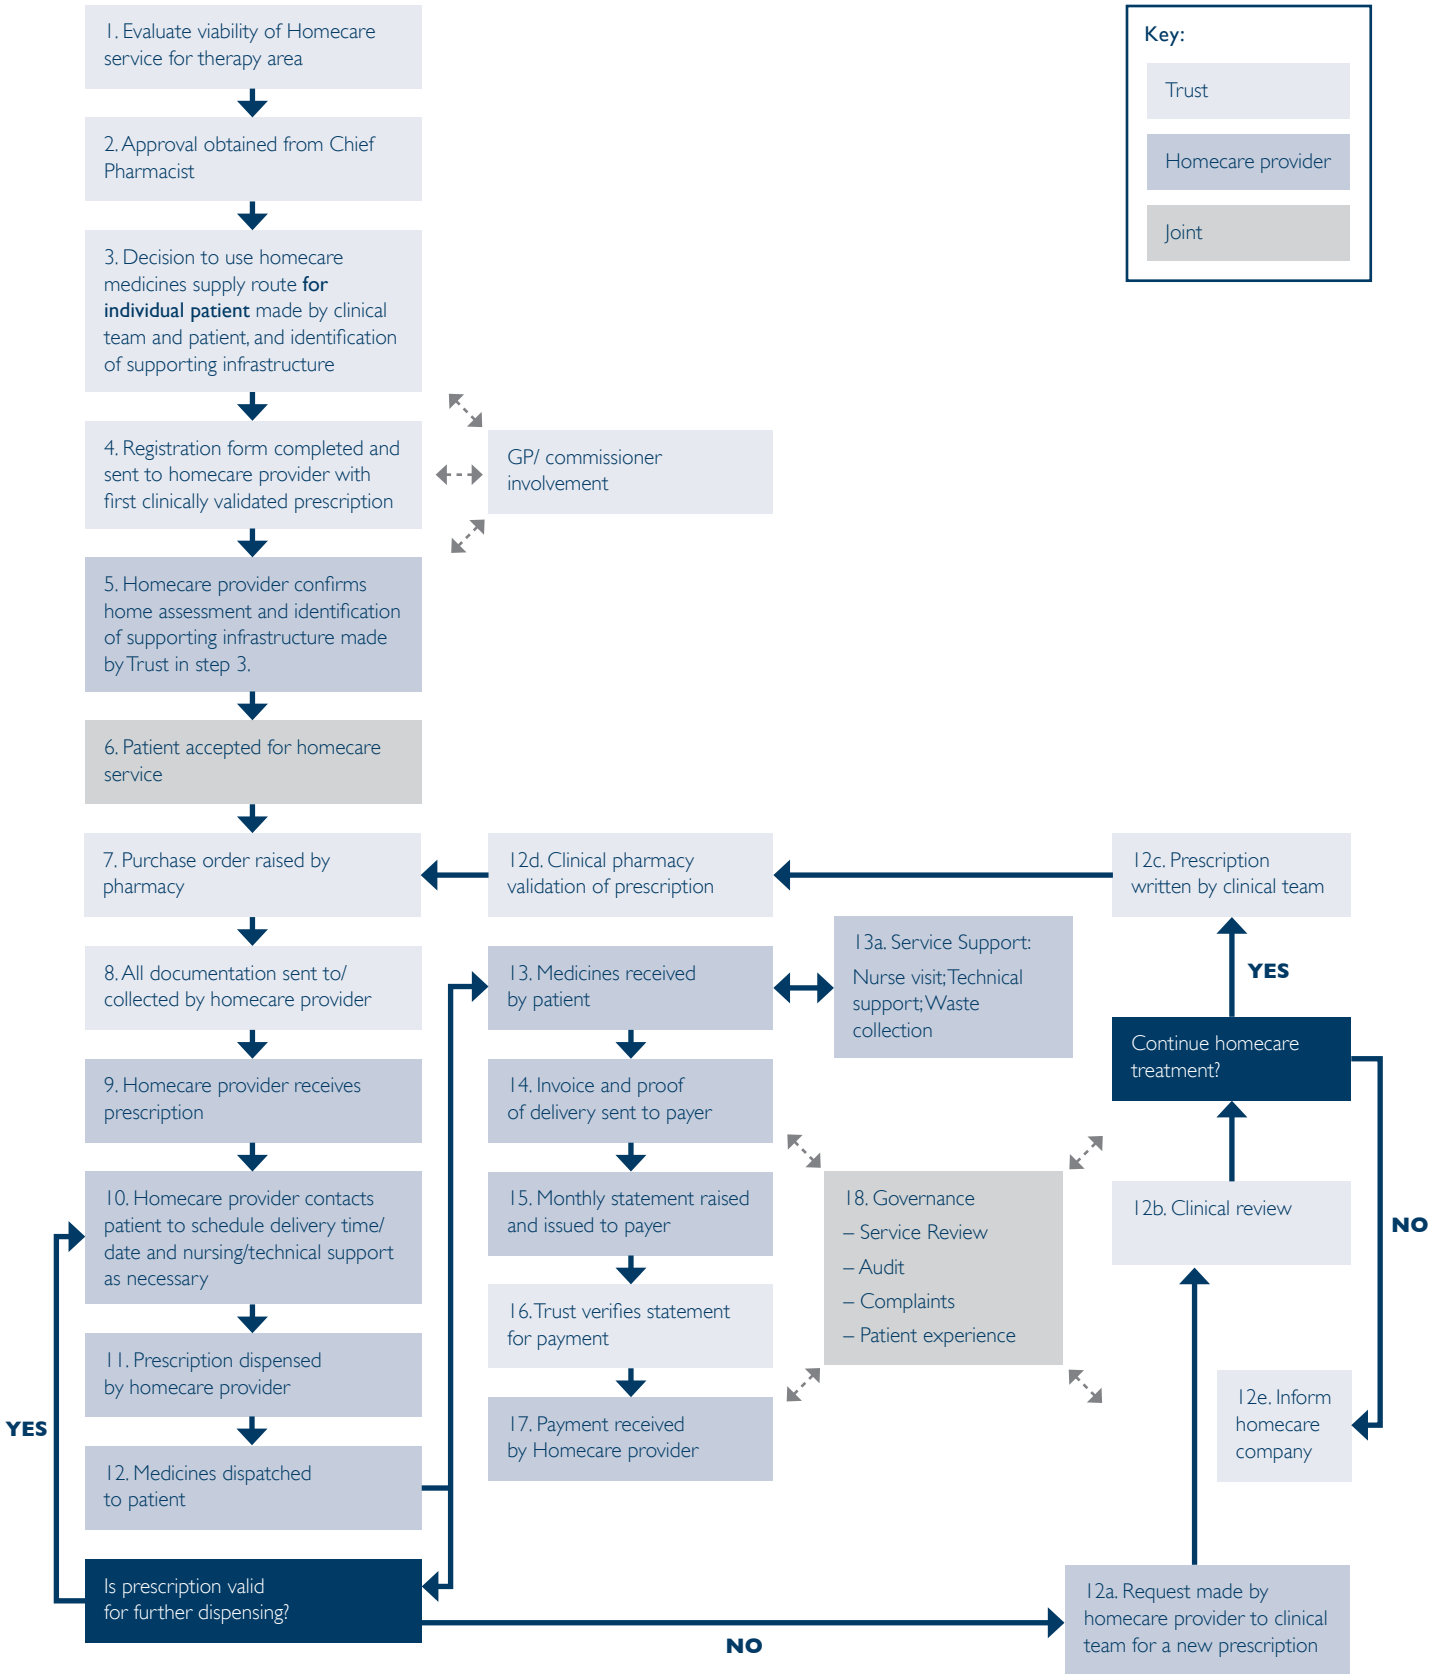 1. Evaluate viability of Homecare
service for therapy area
2. Approval obtained from Chief
Pharmacist
3. Decision to use homecare
medicines supply route for
individual patient made by clinical
team and patient, and identification
of supporting infrastructure
4. Registration form completed and
sent to homecare provider with
first clinically validated prescription
GP/ commissioner
involvement
5. Homecare provider confirms
home assessment and identification
of supporting infrastructure made
by Trust in step 3.
6. Patient accepted for homecare
service
7. Purchase order raised by
pharmacy
8. All documentation sent to/
collected by homecare provider
9. Homecare provider receives
prescription
10. Homecare provider contacts
patient to schedule delivery time/
date and nursing/technical support
as necessary
11. Prescription dispensed
by homecare provider
12. Medicines dispatched
to patient
Is prescription valid
for further dispensing?
YES
NO
12d. Clinical pharmacy
validation of prescription
13. Medicines received
by patient
13a. Service Support:
Nurse visit; Technical
support; Waste
collection
14. Invoice and proof
of delivery sent to payer
15. Monthly statement raised
and issued to payer
16. Trust verifies statement
for payment
17. Payment received
by Homecare provider
18. Governance
– Service Review
– Audit
– Complaints
– Patient experience
Key:
Trust
Homecare provider
Joint
12c. Prescription
written by clinical team
YES
Continue homecare
treatment?
12b. Clinical review
NO
12e. Inform
homecare
company
12a. Request made by
homecare provider to clinical
team for a new prescription